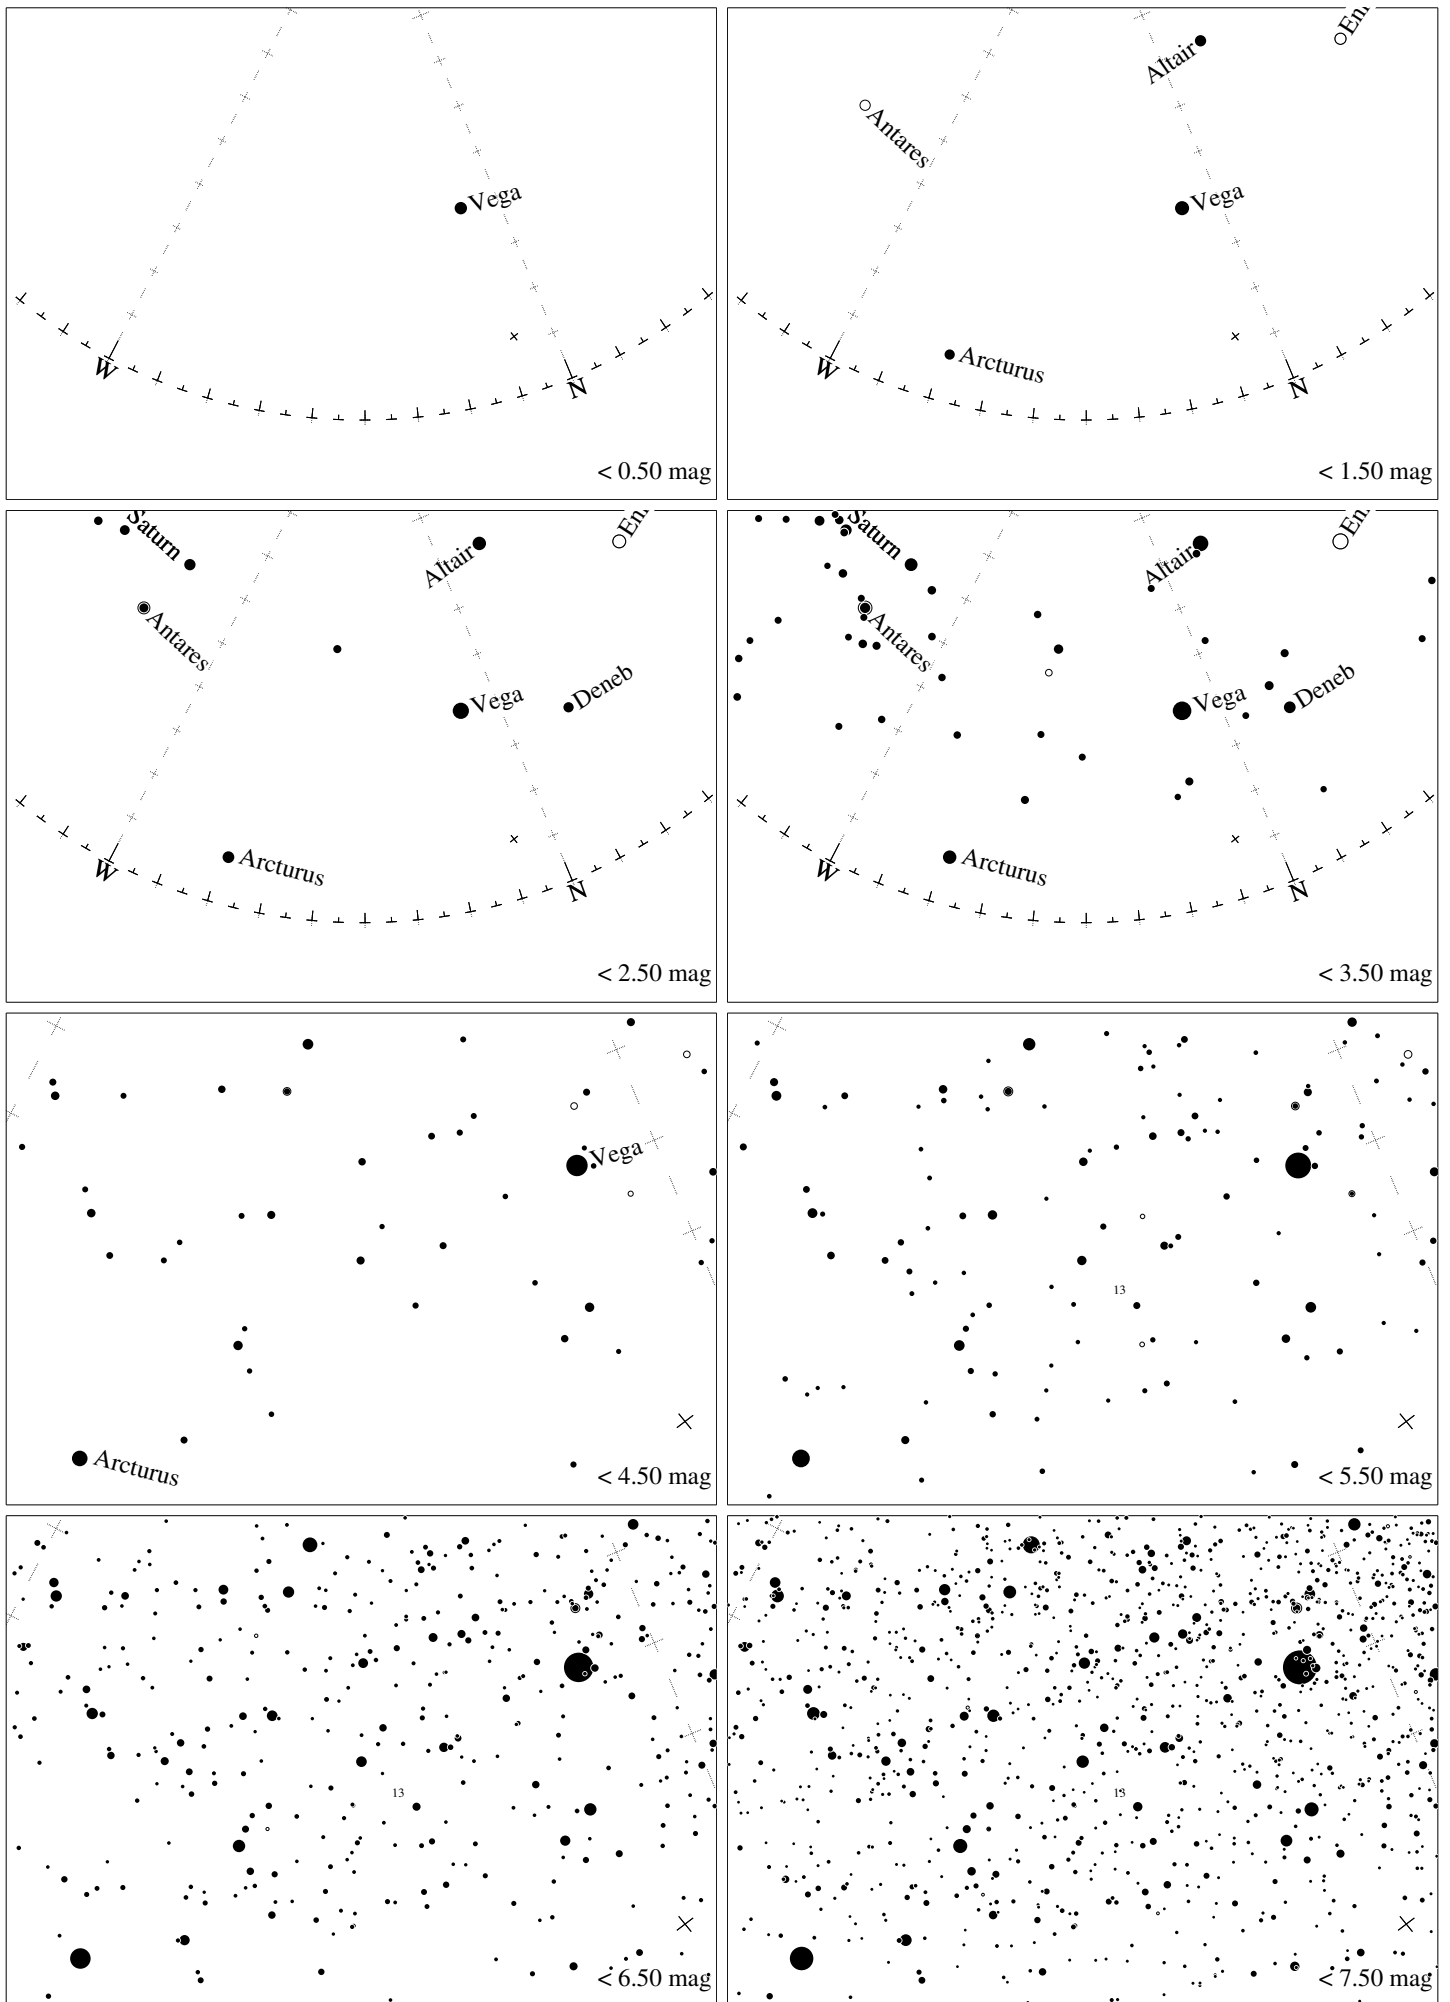 Vega
W
N
< 0.50 mag
Altair
Antares
Vega
Arcturus
W
N
< 1.50 mag
Saturn
Altair
Antares
Deneb
Vega
Arcturus
W
N
< 2.50 mag
Saturn
Altair
Antares
Deneb
Vega
Arcturus
W
N
< 3.50 mag
Vega
Arcturus
< 4.50 mag
13
< 5.50 mag
13
< 6.50 mag
13
< 7.50 mag